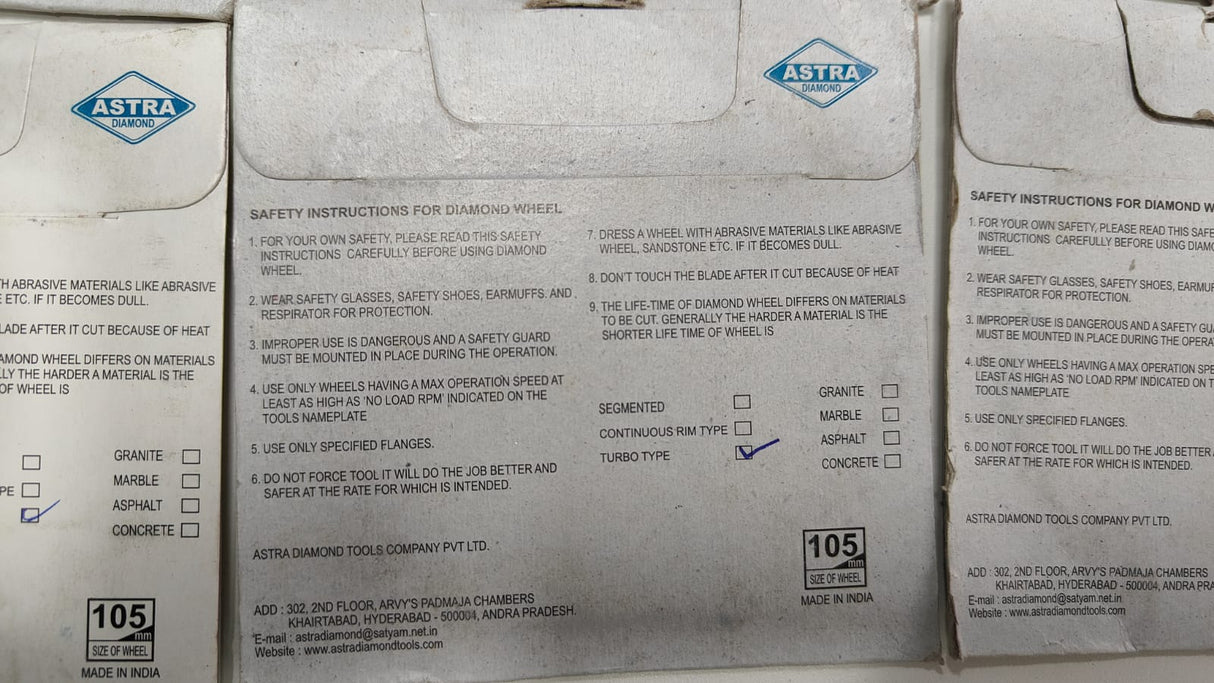 ASTRA
DIAMOND
TH ABRASIVE MATERIALS LIKE ABRASIVE
ETC. IF IT BECOMES DULL.
LADE AFTER IT CUT BECAUSE OF HEAT
AMOND WHEEL DIFFERS ON MATERIALS
LLY THE HARDER A MATERIAL IS THE
OF WHEEL IS
GRANITE
MARBLE
PE
ASPHALT
CONCRETE
105
mm
SIZE OF WHEEL
MADE IN INDIA
ASTRA
DIAMOND
SAFETY INSTRUCTIONS FOR DIAMOND WHEEL
1. FOR YOUR OWN SAFETY, PLEASE READ THIS SAFETY
INSTRUCTIONS CAREFULLY BEFORE USING DIAMOND
WHEEL.
2. WEAR SAFETY GLASSES, SAFETY SHOES, EARMUFFS. AND
RESPIRATOR FOR PROTECTION.
3. IMPROPER USE IS DANGEROUS AND A SAFETY GUARD
MUST BE MOUNTED IN PLACE DURING THE OPERATION.
4. USE ONLY WHEELS HAVING A MAX OPERATION SPEED AT
LEAST AS HIGH AS 'NO LOAD RPM' INDICATED ON THE
TOOLS NAMEPLATE
5. USE ONLY SPECIFIED FLANGES.
6. DO NOT FORCE TOOL IT WILL DO THE JOB BETTER AND
SAFER AT THE RATE FOR WHICH IS INTENDED.
7. DRESS A WHEEL WITH ABRASIVE MATERIALS LIKE ABRASIVE
WHEEL, SANDSTONE ETC. IF IT BECOMES DULL.
8. DON'T TOUCH THE BLADE AFTER IT CUT BECAUSE OF HEAT
9. THE LIFE-TIME OF DIAMOND WHEEL DIFFERS ON MATERIALS
TO BE CUT. GENERALLY THE HARDER A MATERIAL IS THE
SHORTER LIFE TIME OF WHEEL IS
SEGMENTED
CONTINUOUS RIM TYPE
TURBO TYPE
GRANITE
MARBLE
ASPHALT
CONCRETE
ASTRA DIAMOND TOOLS COMPANY PVT LTD.
ADD : 302, 2ND FLOOR, ARVY'S PADMAJA CHAMBERS
KHAIRTABAD, HYDERABAD - 500004, ANDRA PRADESH.
E-mail : astradiamond@satyam.net.in
Website : www.astradiamondtools.com
105
mm
SIZE OF WHEEL
MADE IN INDIA
SAFETY INSTRUCTIONS FOR DIAMOND W
1. FOR YOUR OWN SAFETY, PLEASE READ THIS SAFE
INSTRUCTIONS CAREFULLY BEFORE USING DIAMO
WHEEL.
2. WEAR SAFETY GLASSES, SAFETY SHOES, EARMUF
RESPIRATOR FOR PROTECTION.
3. IMPROPER USE IS DANGEROUS AND A SAFETY GU
MUST BE MOUNTED IN PLACE DURING THE OPERA
4. USE ONLY WHEELS HAVING A MAX OPERATION SPE
LEAST AS HIGH AS 'NO LOAD RPM' INDICATED ON T
TOOLS NAMEPLATE
5. USE ONLY SPECIFIED FLANGES.
6. DO NOT FORCE TOOL IT WILL DO THE JOB BETTER
SAFER AT THE RATE FOR WHICH IS INTENDED.
ASTRA DIAMOND TOOLS COMPANY PVT LTD.
ADD : 302, 2ND FLOOR, ARVY'S PADMAJA CHAMBERS
KHAIRTABAD, HYDERABAD - 500004, ANDRA PRA
E-mail : astradiamond@satyam.net.in
Website : www.astradiamondtools.com